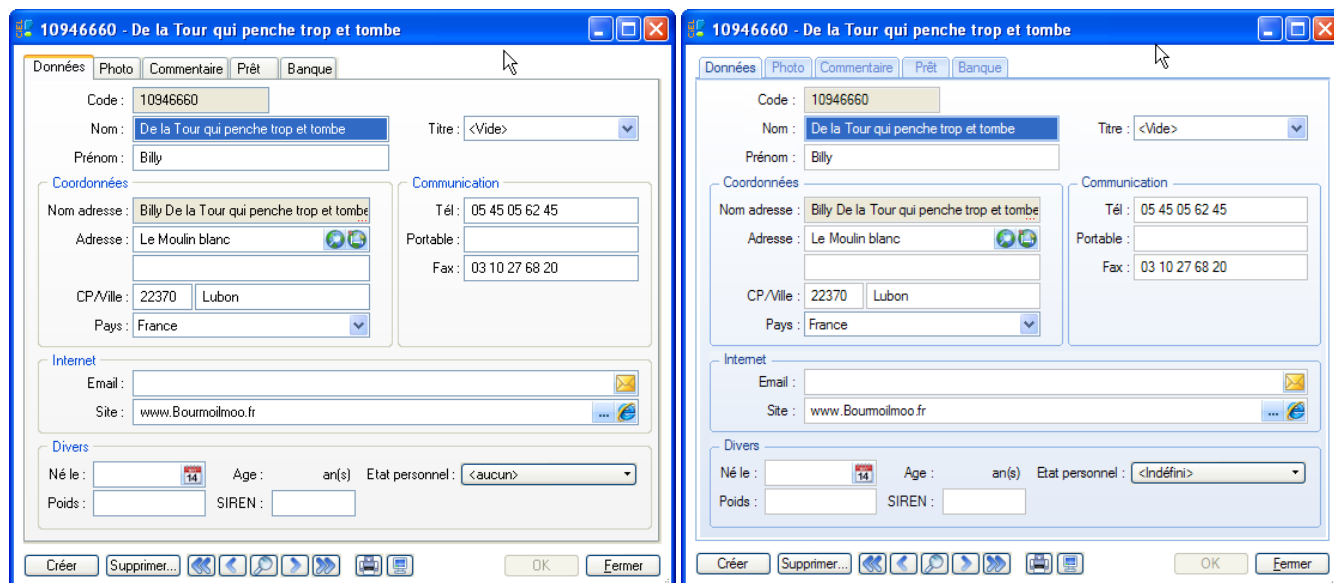 10946660 - De la Tour qui penche trop et tombe
Données Photo Commentaire Prêt Banque
Code : 10946660
Nom : De la Tour qui penche trop et tombe Titre : <Vide>
Prénom : Billy
Coordonnées Communication
Nom adresse : Billy De la Tour qui penche trop et tombe Tél : 05 45 05 62 45
Adresse : Le Moulin blanc Portable :
Fax : 03 10 27 68 20
CP/Ville : 22370 Lubon
Pays : France
Internet
Email :
Site : www.Bourmoilmoo.fr ...
Divers
Né le : 14 Age : an(s) Etat personnel : <aucun>
Poids : SIREN :
Créer Supprimer... OK Fermer
10946660 - De la Tour qui penche trop et tombe
Données Photo Commentaire Prêt Banque
Code : 10946660
Nom : De la Tour qui penche trop et tombe Titre : <Vide>
Prénom : Billy
Coordonnées Communication
Nom adresse : Billy De la Tour qui penche trop et tombe Tél : 05 45 05 62 45
Adresse : Le Moulin blanc Portable :
Fax : 03 10 27 68 20
CP/Ville : 22370 Lubon
Pays : France
Internet
Email :
Site : www.Bourmoilmoo.fr ...
Divers
Né le : 14 Age : an(s) Etat personnel : <Indéfini>
Poids : SIREN :
Créer Supprimer... OK Fermer